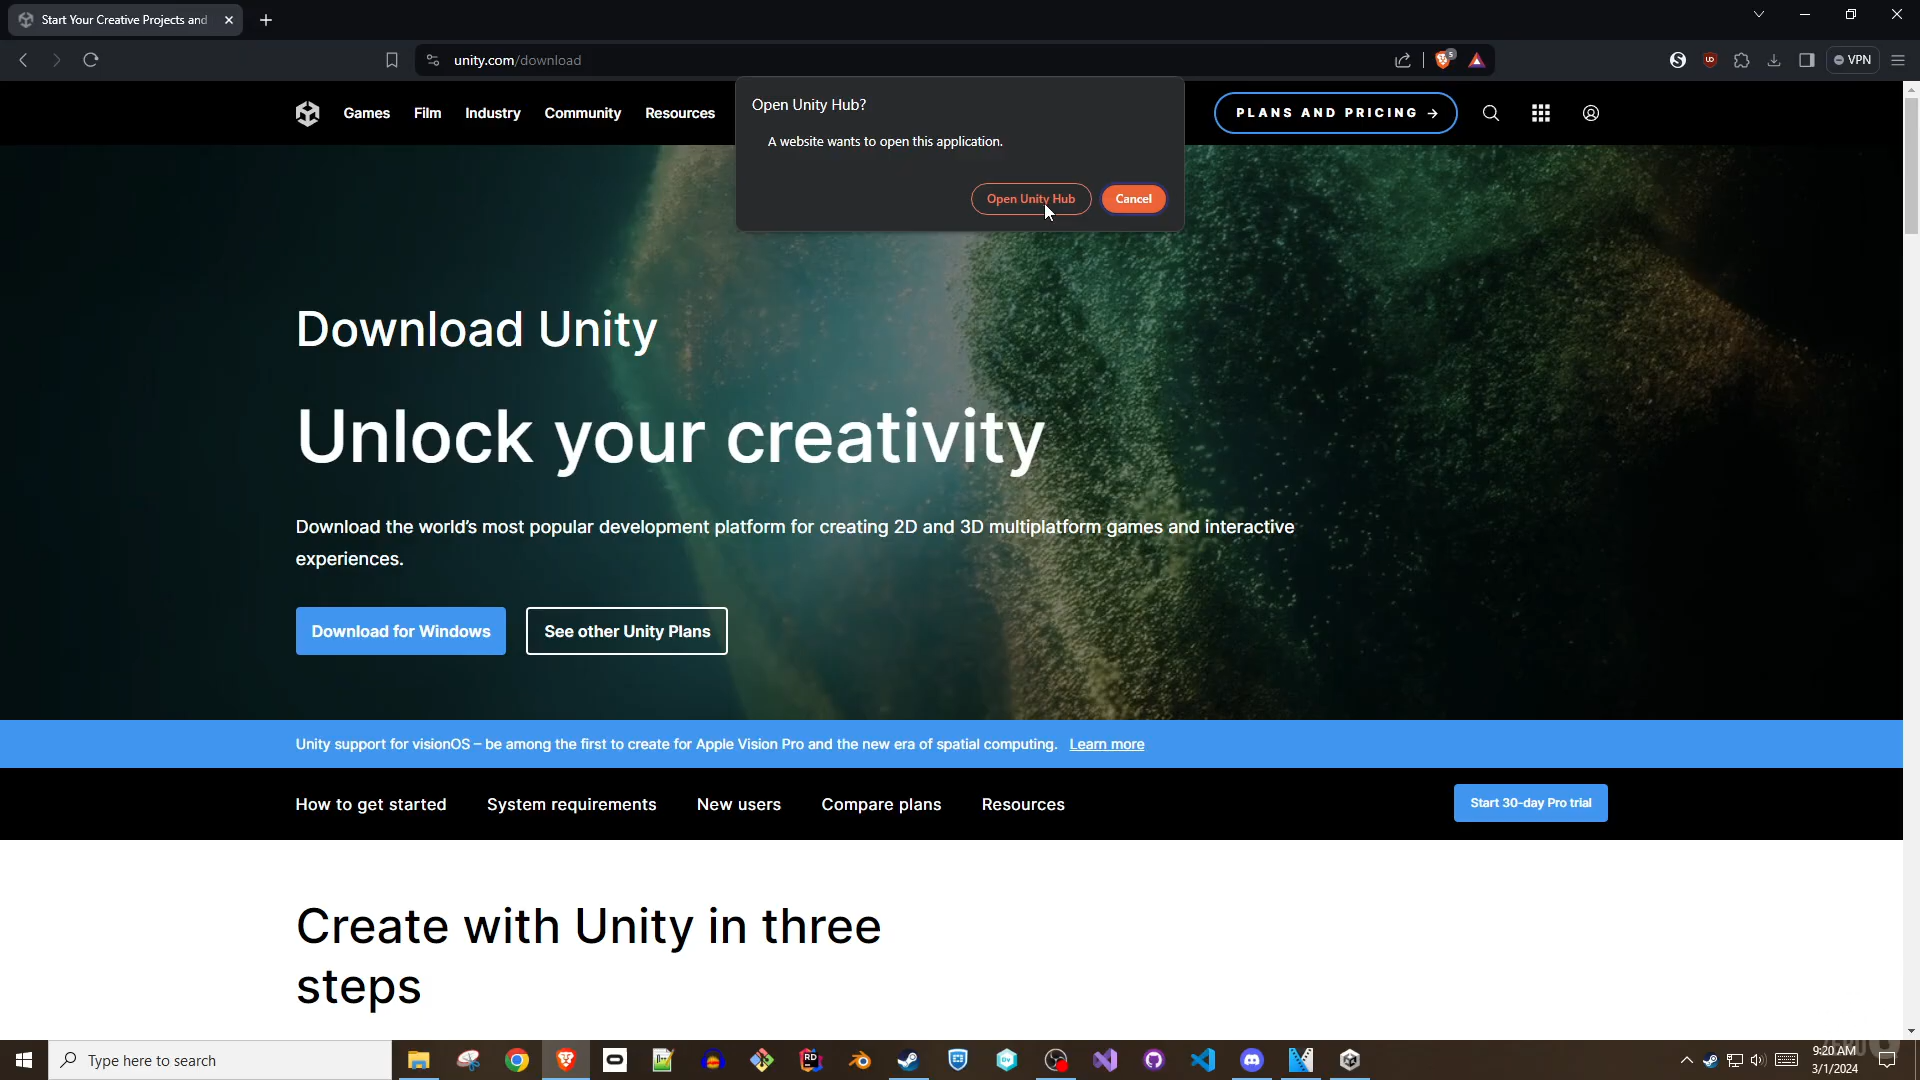 Start Your Creative Projects and
unity.com/download
VPN
Open Unity Hub?
A website wants to open this application.
Open Unity Hub
Cancel
Games
Film
Industry
Community
Resources
PLANS AND PRICING →
Download Unity
Unlock your creativity
Download the world's most popular development platform for creating 2D and 3D multiplatform games and interactive
experiences.
Download for Windows
See other Unity Plans
Unity support for visionOS – be among the first to create for Apple Vision Pro and the new era of spatial computing. Learn more
How to get started
System requirements
New users
Compare plans
Resources
Start 30-day Pro trial
Create with Unity in three
steps
Type here to search
9:20 AM
3/1/2024